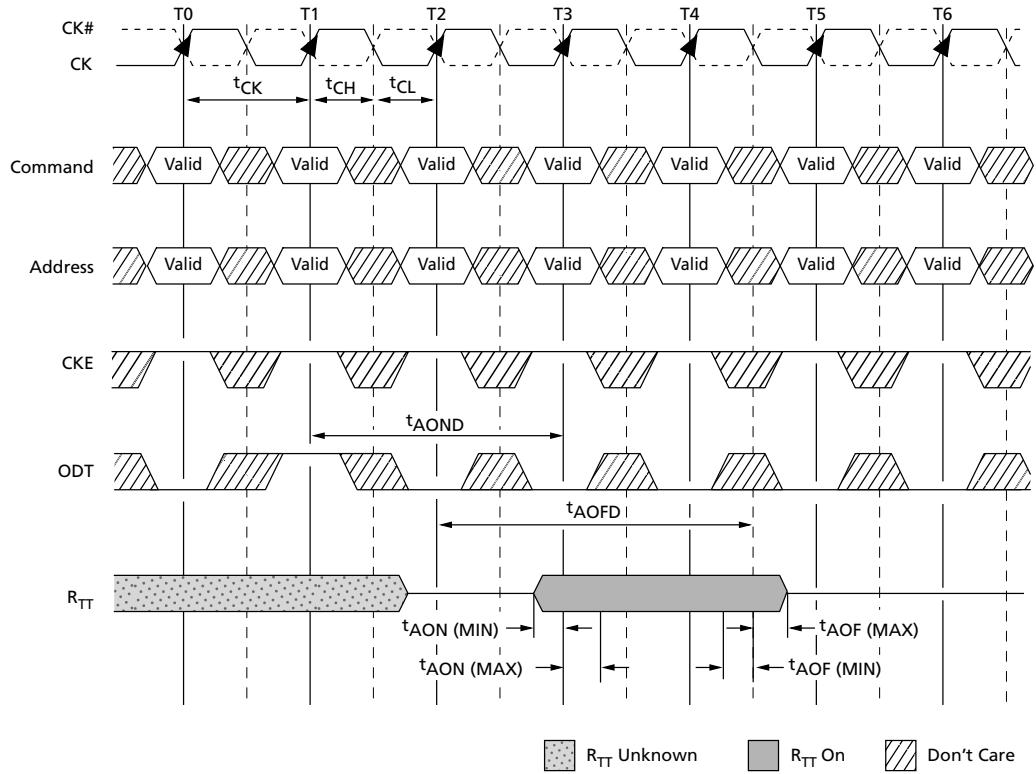 T0 T1 T2 T3 T4 T5 T6
CK#
CK
tCK tCH tCL
Command Valid Valid Valid Valid Valid Valid Valid
Address Valid Valid Valid Valid Valid Valid Valid
CKE
tAOND
ODT
tAOFD
RTT
tAON (MIN) tAOF (MAX)
tAON (MAX) tAOF (MIN)
RTT Unknown RTT On Don't Care